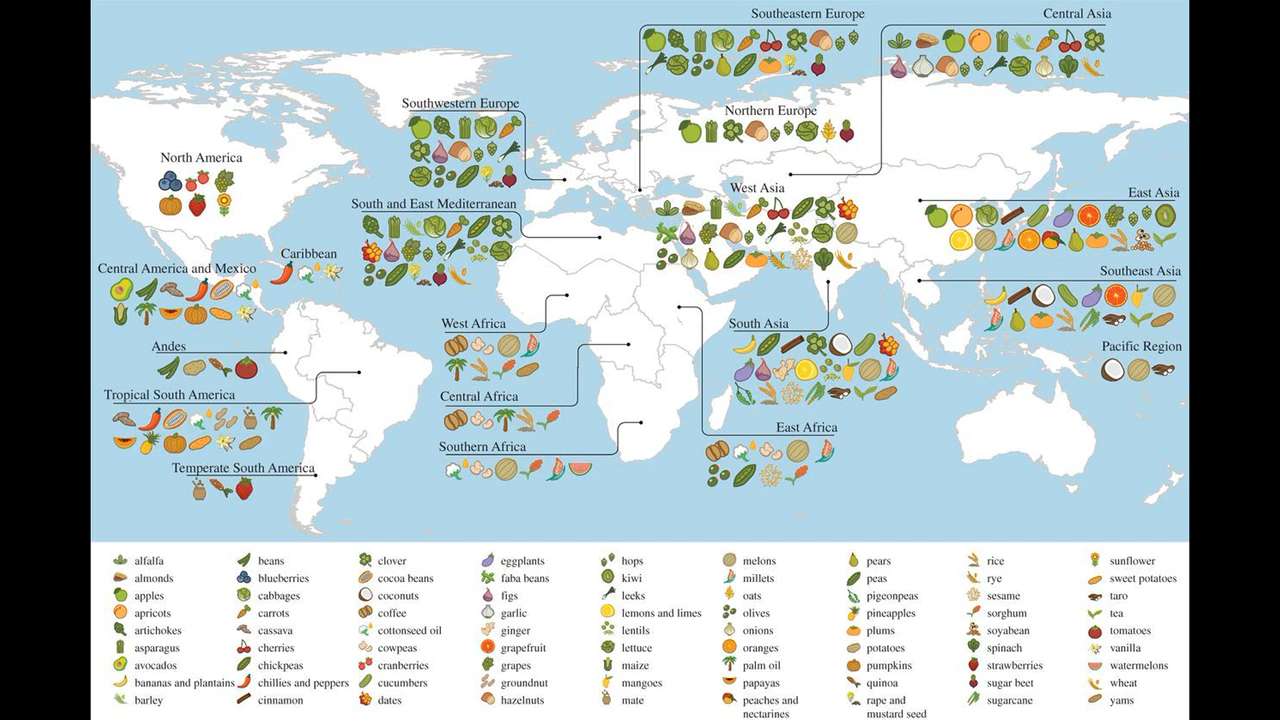 Southeastern Europe
Central Asia
Southwestern Europe
Northern Europe
North America
West Asia
East Asia
South and East Mediterranean
Caribbean
Central America and Mexico
Southeast Asia
West Africa
South Asia
Andes
Pacific Region
Tropical South America
Central Africa
East Africa
Southern Africa
Temperate South America
alfalfa
almonds
apples
apricots
artichokes
asparagus
avocados
bananas and plantains
barley
beans
blueberries
cabbages
carrots
cassava
cherries
chickpeas
chillies and peppers
cinnamon
clover
cocoa beans
coconuts
coffee
cottonseed oil
cowpeas
cranberries
cucumbers
dates
eggplants
faba beans
figs
garlic
ginger
grapefruit
grapes
groundnut
hazelnuts
hops
kiwi
leeks
lemons and limes
lentils
lettuce
maize
mangoes
mate
melons
millets
oats
olives
onions
oranges
palm oil
papayas
peaches and
nectarines
pears
peas
pigeonpeas
pineapples
plums
potatoes
pumpkins
quinoa
rape and
mustard seed
rice
rye
sesame
sorghum
soyabean
spinach
strawberries
sugar beet
sugarcane
sunflower
sweet potatoes
taro
tea
tomatoes
vanilla
watermelons
wheat
yams